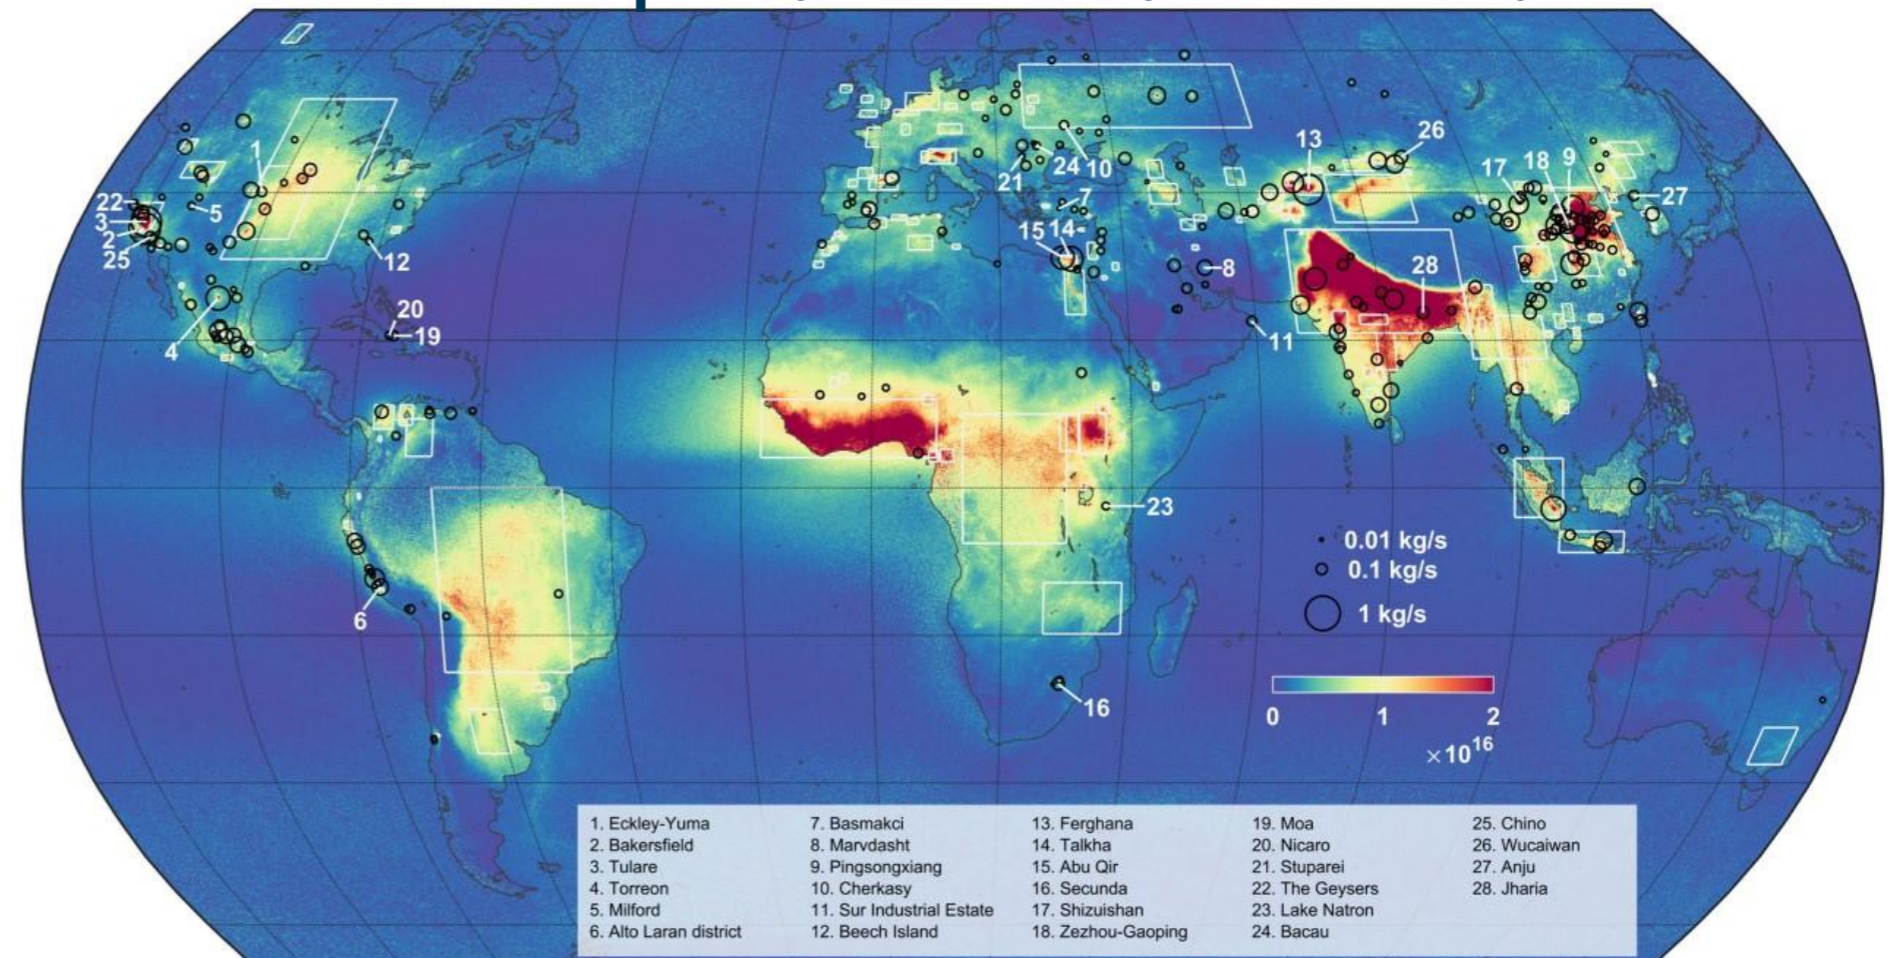 1
22
3
2
25
5
12
20
19
4
6
21
24
10
7
15
14
8
11
13
26
17
18
9
27
28
23
16
0.01 kg/s
0.1 kg/s
1 kg/s
0 1 2
×10^16
1. Eckley-Yuma
2. Bakersfield
3. Tulare
4. Torreon
5. Milford
6. Alto Laran district
7. Basmakci
8. Marvdasht
9. Pingsongxiang
10. Cherkasy
11. Sur Industrial Estate
12. Beech Island
13. Ferghana
14. Talkha
15. Abu Qir
16. Secunda
17. Shizuishan
18. Zezhou-Gaoping
19. Moa
20. Nicaro
21. Stuparei
22. The Geysers
23. Lake Natron
24. Bacau
25. Chino
26. Wucaiwan
27. Anju
28. Jharia